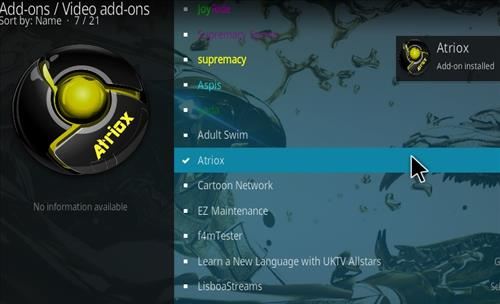 Add-ons / Video add-ons
Sort by: Name · 7 / 21
Atriox
No information available
supremacy
Aspis
Adult Swim
Atriox
Cartoon Network
EZ Maintenance
f4mTester
Learn a New Language with UKTV Allstars
LisboaStreams
Atriox
Add-on installed